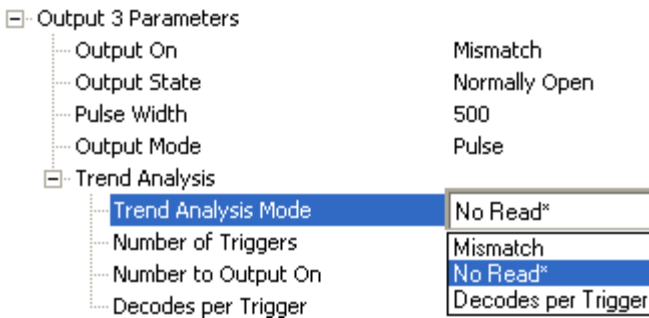 Output 3 Parameters
Output On Mismatch
Output State Normally Open
Pulse Width 500
Output Mode Pulse
Trend Analysis
Trend Analysis Mode No Read*
Number of Triggers Mismatch
Number to Output On No Read*
Decodes per Trigger Decodes per Trigger